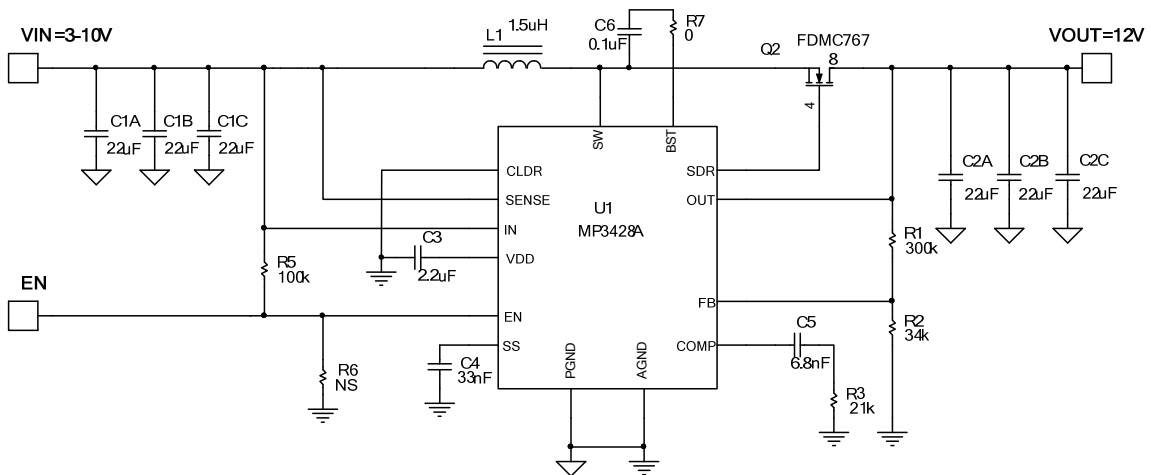 VIN=3-10V
L1
1.5uH
C6
0.1uF
R7
0
Q2
FDMC767
8
4
VOUT=12V
C1A
22uF
C1B
22uF
C1C
22uF
SW
BST
CLDR
SENSE
IN
VDD
EN
SS
SDR
OUT
FB
COMP
PGND
AGND
U1
MP3428A
C3
2.2uF
R5
100k
EN
R6
NS
C4
33nF
C5
6.8nF
R3
21k
R1
300k
R2
34k
C2A
22uF
C2B
22uF
C2C
22uF